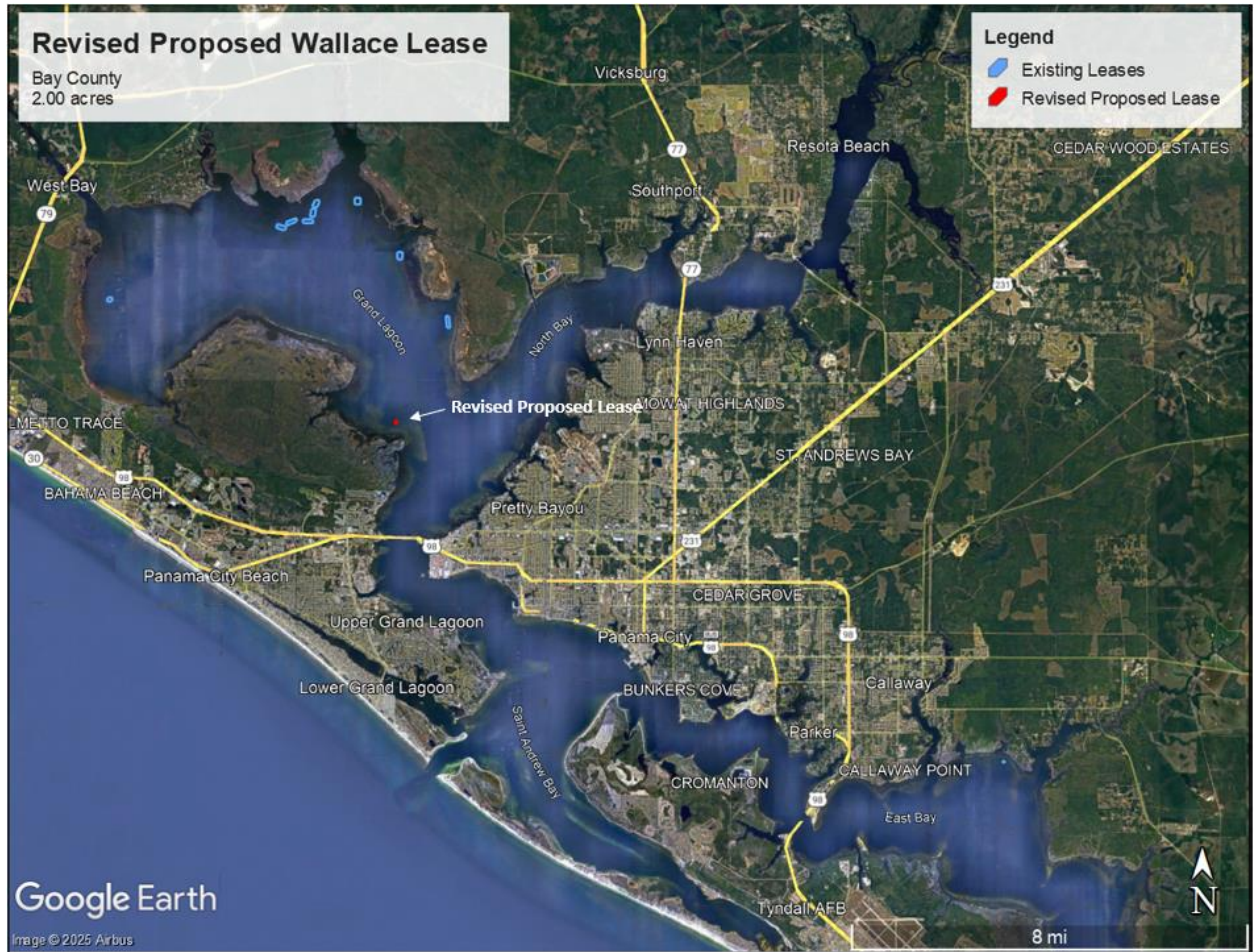 Revised Proposed Wallace Lease
Bay County
2.00 acres
Legend
Existing Leases
Revised Proposed Lease
Vicksburg
77
Resota Beach
CEDAR WOOD ESTATES
West Bay
Southport
79
77
231
Grand Lagoon
North Bay
Lynn Haven
Revised Proposed Lease
MOWAT HIGHLANDS
LMETTO TRACE
ST. ANDREWS BAY
30
98
BAHAMA BEACH
Pretty Bayou
98
231
Panama City Beach
CEDAR GROVE
Upper Grand Lagoon
Panama City
98
98
Lower Grand Lagoon
BUNKERS COVE
Callaway
Saint Andrew Bay
Parker
CROMANTON
CALLAWAY POINT
98
East Bay
Google Earth
Tyndall AFB
N
Image © 2025 Airbus
8 mi